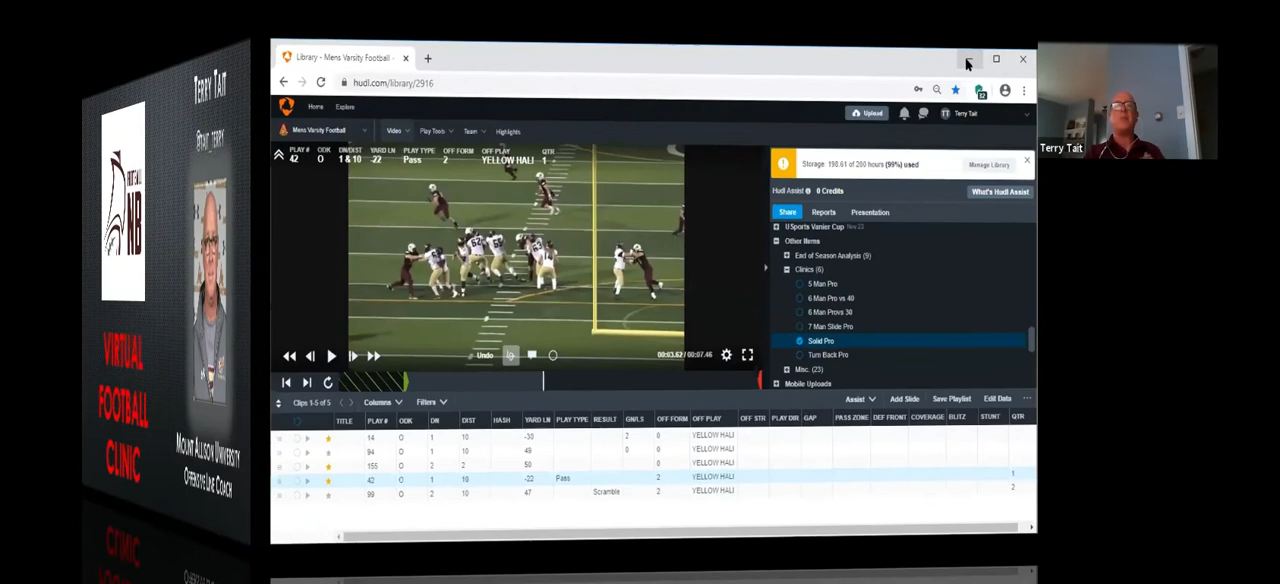 TERRY TAIT
@TAIT_TERRY
FOOTBALL
NB
VIRTUAL
FOOTBALL
CLINIC
MOUNT ALLISON UNIVERSITY
OFFENSIVE LINE COACH
Library - Mens Varsity Football -
hudl.com/library/2916
Home Explore
Upload
TT Terry Tait
Mens Varsity Football Video Play Tools Team Highlights
PLAY # ODK DN/DIST YARD LN PLAY TYPE OFF FORM OFF PLAY QTR
42 O 1 & 10 -22 Pass 2 YELLOW HALI 1
Storage: 198.61 of 200 hours (99%) used Manage Library
Hudl Assist 0 Credits What's Hudl Assist
Share Reports Presentation
USports Vanier Cup Nov 23
Other Items
End of Season Analysis (9)
Clinics (6)
5 Man Pro
6 Man Pro vs 40
6 Man Provs 30
7 Man Slide Pro
Solid Pro
Turn Back Pro
Misc. (23)
Mobile Uploads
Undo
00:03.62 / 00:07.46
Clips 1-5 of 5 Columns Filters Assist Add Slide Save Playlist Edit Data
TITLE PLAY # ODK DN DIST HASH YARD LN PLAY TYPE RESULT GN/LS OFF FORM OFF PLAY OFF STR PLAY DIR GAP PASS ZONE DEF FRONT COVERAGE BLITZ STUNT QTR
14 O 1 10 -30 2 0 YELLOW HALI
94 O 1 10 49 0 0 YELLOW HALI
155 O 2 2 50 0 YELLOW HALI
42 O 1 10 -22 Pass 2 YELLOW HALI 1
99 O 2 10 47 Scramble 2 YELLOW HALI 2
Terry Tait